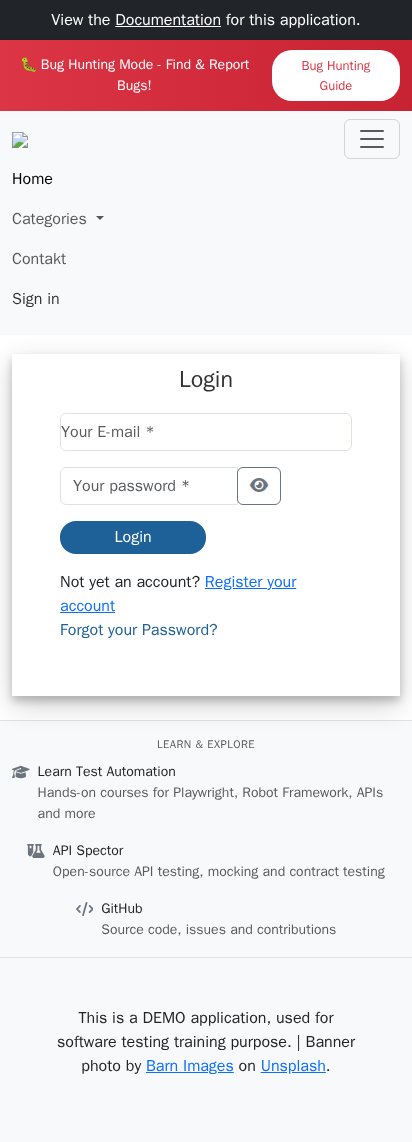 View the Documentation for this application.
🐛 Bug Hunting Mode - Find & Report
Bugs!
Bug Hunting
Guide
Home
Categories
Contakt
Sign in
Login
Your E-mail *
Your password *
Login
Not yet an account? Register your
account
Forgot your Password?
LEARN & EXPLORE
Learn Test Automation
Hands-on courses for Playwright, Robot Framework, APIs
and more
API Spector
Open-source API testing, mocking and contract testing
GitHub
Source code, issues and contributions
This is a DEMO application, used for
software testing training purpose. | Banner
photo by Barn Images on Unsplash.